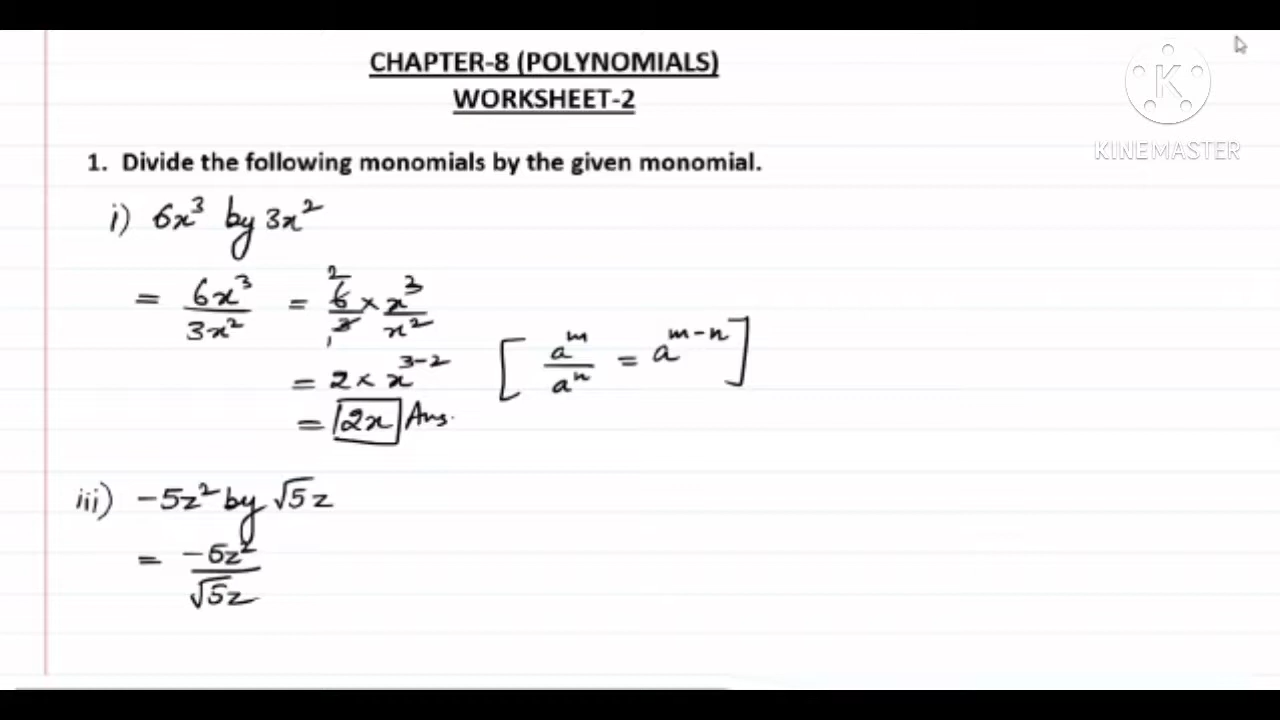 CHAPTER-8 (POLYNOMIALS)
WORKSHEET-2
K
KINEMASTER
1. Divide the following monomials by the given monomial.
i) 6x³ by 3x²
= 6x³/3x² = 6/3 × x³/x²
2
1
= 2 × x³⁻² [aᵐ/aⁿ = aᵐ⁻ⁿ]
= 2x Ans.
iii) -5z² by √5z
= -5z²/√5z